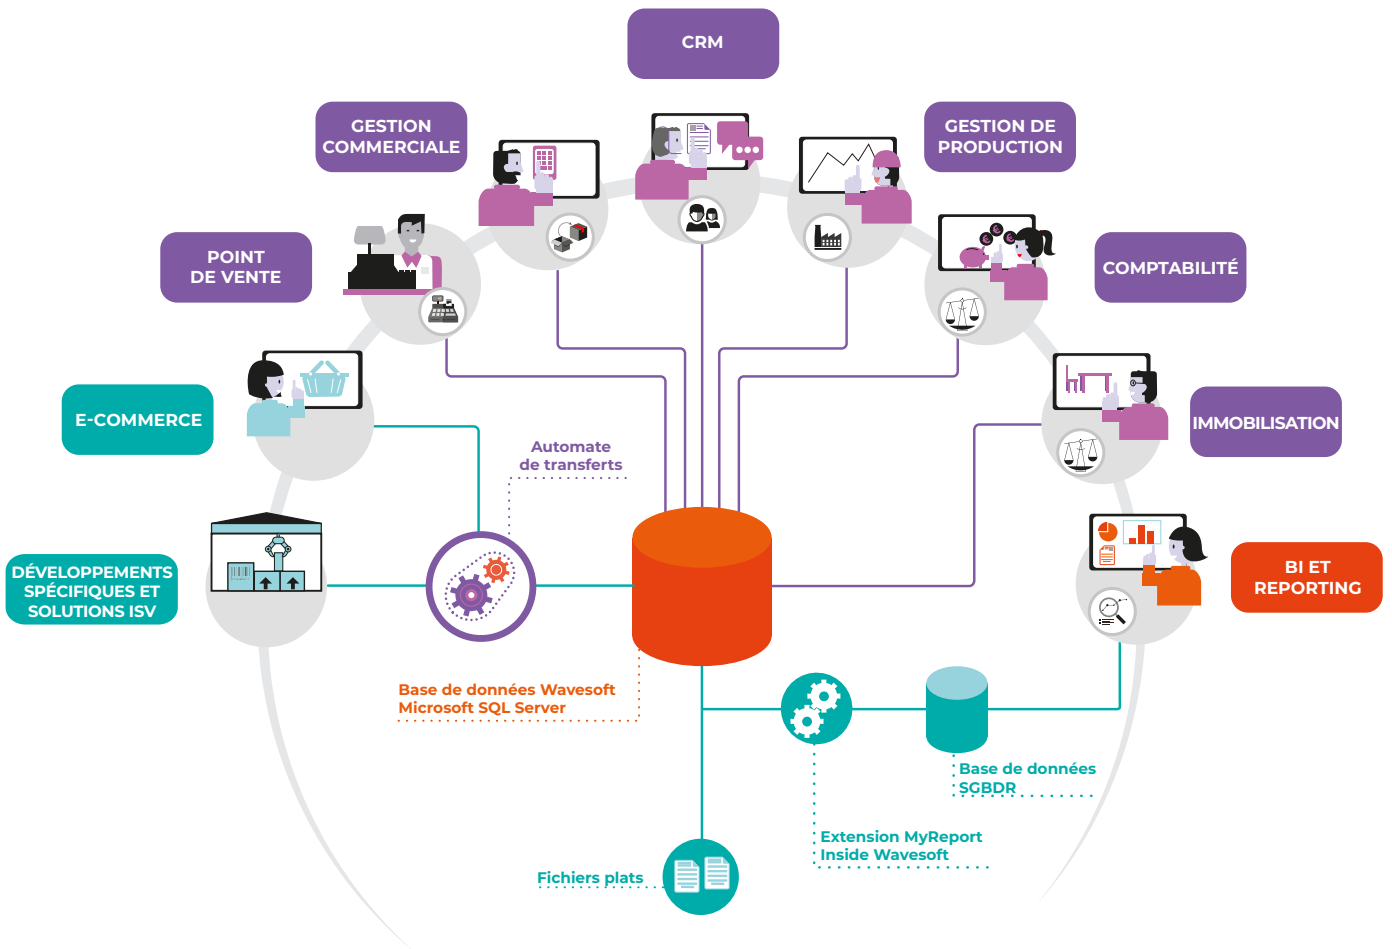 CRM
GESTION
COMMERCIALE
GESTION DE
PRODUCTION
POINT
DE VENTE
COMPTABILITÉ
E-COMMERCE
IMMOBILISATION
Automate
de transferts
DÉVELOPPEMENTS
SPÉCIFIQUES ET
SOLUTIONS ISV
BI ET
REPORTING
Base de données Wavesoft
Microsoft SQL Server
Base de données
SGBDR
Extension MyReport
Inside Wavesoft
Fichiers plats